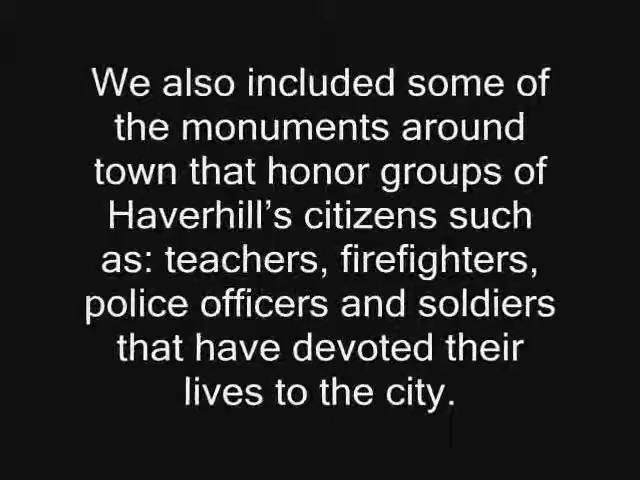 We also included some of
the monuments around
town that honor groups of
Haverhill’s citizens such
as: teachers, firefighters,
police officers and soldiers
that have devoted their
lives to the city.